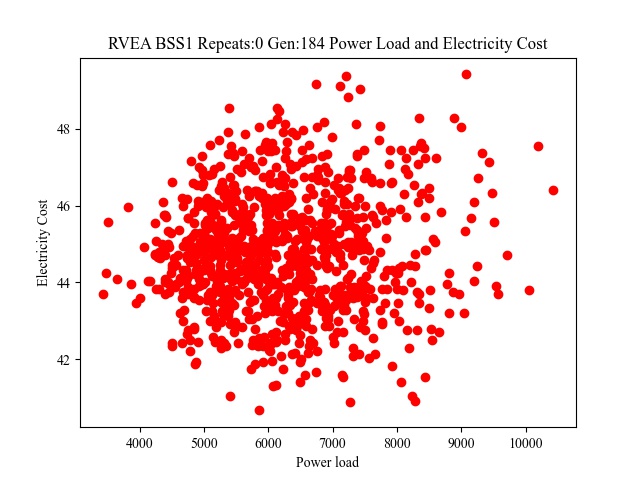 RVEA BSS1 Repeats:0 Gen:184 Power Load and Electricity Cost
48
46
44
42
Electricity Cost
4000 5000 6000 7000 8000 9000 10000
Power load